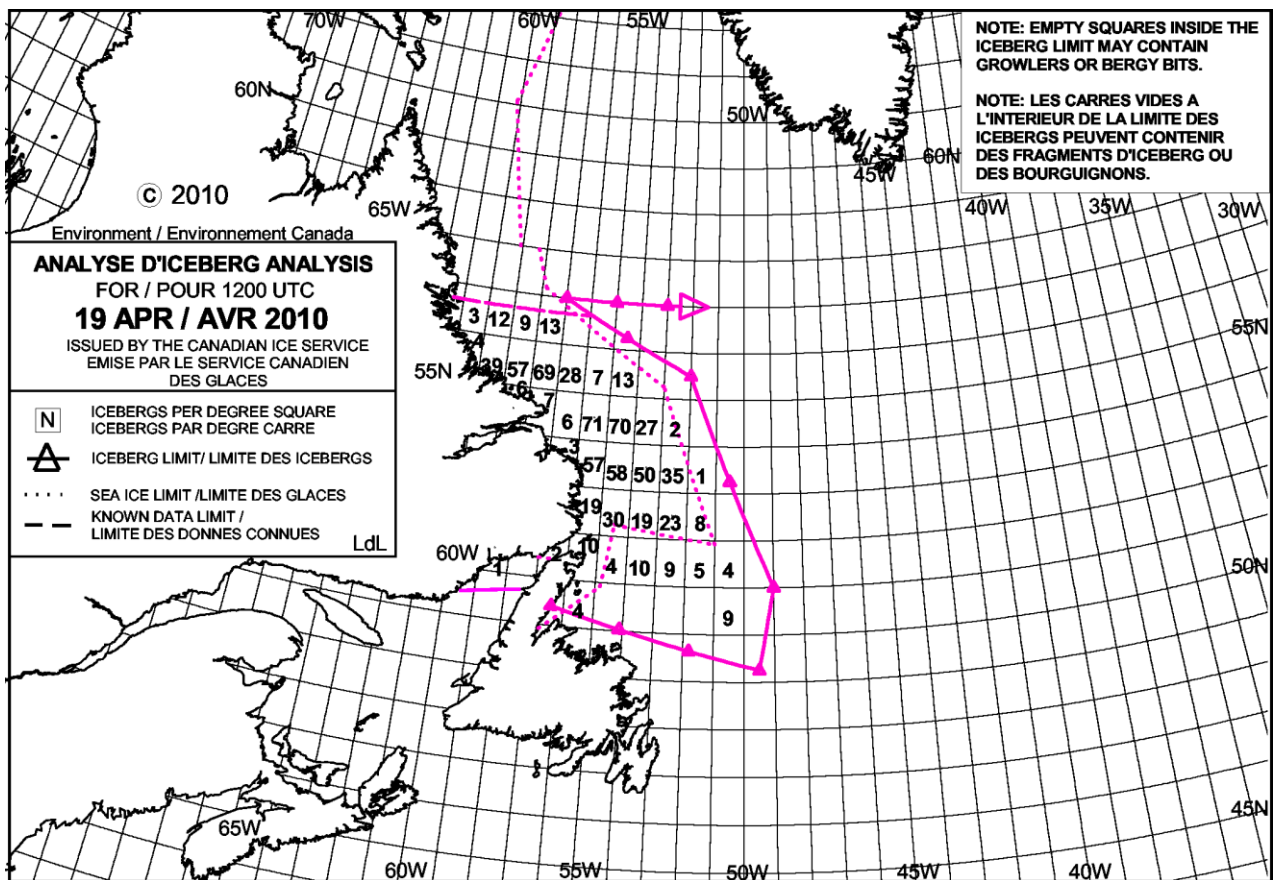 70W 60W 55W
NOTE: EMPTY SQUARES INSIDE THE
ICEBERG LIMIT MAY CONTAIN
GROWLERS OR BERGY BITS.
NOTE: LES CARRES VIDES A
L'INTERIEUR DE LA LIMITE DES
ICEBERGS PEUVENT CONTENIR
DES FRAGMENTS D'ICEBERG OU
DES BOURGUIGNONS.
60N
50W
60N
45W
© 2010
65W
40W 35W 30W
Environment / Environnement Canada
ANALYSE D'ICEBERG ANALYSIS
FOR / POUR 1200 UTC
19 APR / AVR 2010
ISSUED BY THE CANADIAN ICE SERVICE
EMISE PAR LE SERVICE CANADIEN
DES GLACES
N ICEBERGS PER DEGREE SQUARE
ICEBERGS PAR DEGRE CARRE
ICEBERG LIMIT/ LIMITE DES ICEBERGS
SEA ICE LIMIT /LIMITE DES GLACES
KNOWN DATA LIMIT /
LIMITE DES DONNES CONNUES
LdL
3 12 9 13
4
55N
55N
39 57 69 28 7 13
6
7
6 71 70 27 2
3
57 58 50 35 1
19 30 19 23 8
10
60W
1 2
4 10 9 5 4
50N
4 9
45N
65W
60W 55W 50W 45W 40W